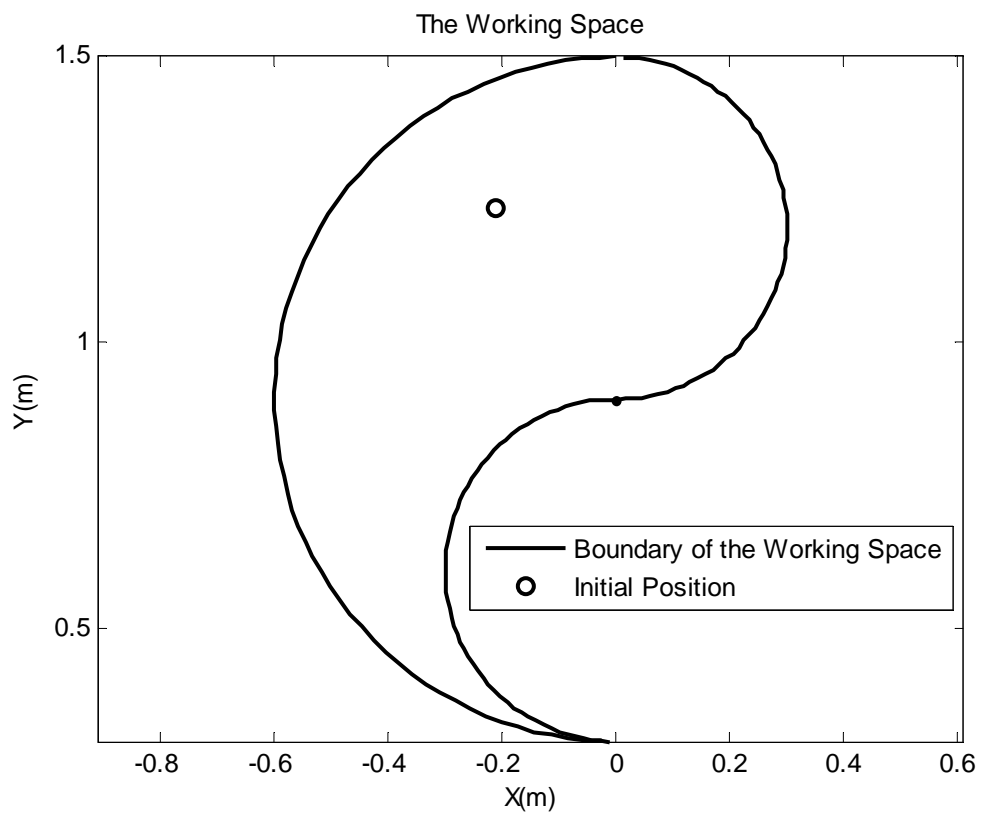 The Working Space
1.5
1
0.5
Y(m)
Boundary of the Working Space
Initial Position
-0.8 -0.6 -0.4 -0.2 0 0.2 0.4 0.6
X(m)